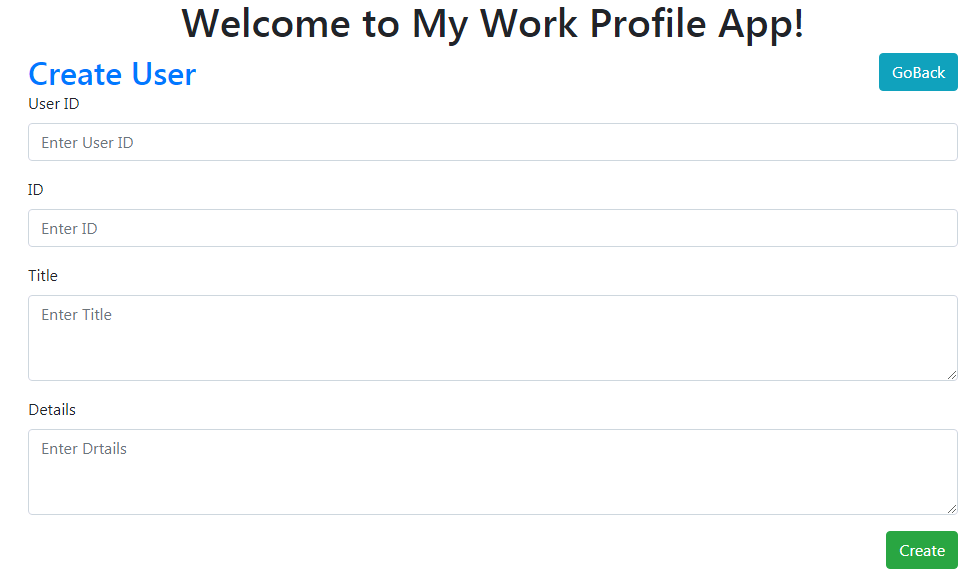 Welcome to My Work Profile App!
Create User
GoBack
User ID
Enter User ID
ID
Enter ID
Title
Enter Title
Details
Enter Drtails
Create